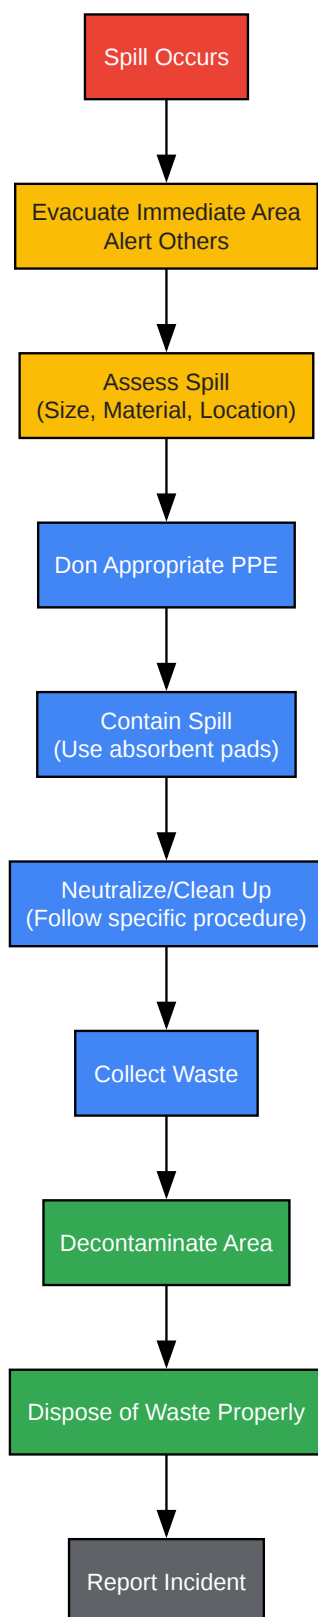 Spill Occurs
Evacuate Immediate Area
Alert Others
Assess Spill
(Size, Material, Location)
Don Appropriate PPE
Contain Spill
(Use absorbent pads)
Neutralize/Clean Up
(Follow specific procedure)
Collect Waste
Decontaminate Area
Dispose of Waste Properly
Report Incident